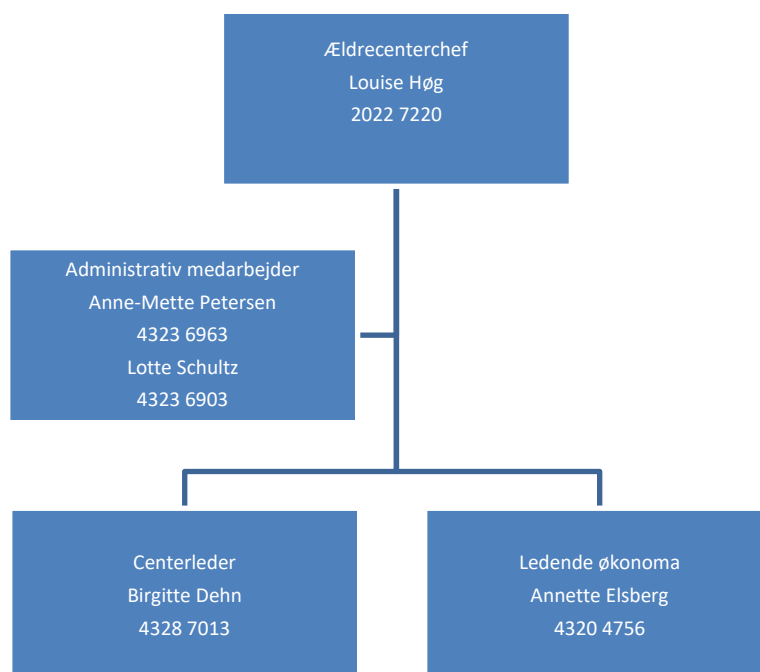 Ældrecenterchef
Louise Høg
2022 7220
Administrativ medarbejder
Anne-Mette Petersen
4323 6963
Lotte Schultz
4323 6903
Centerleder
Birgitte Dehn
4328 7013
Ledende økonoma
Annette Elsberg
4320 4756